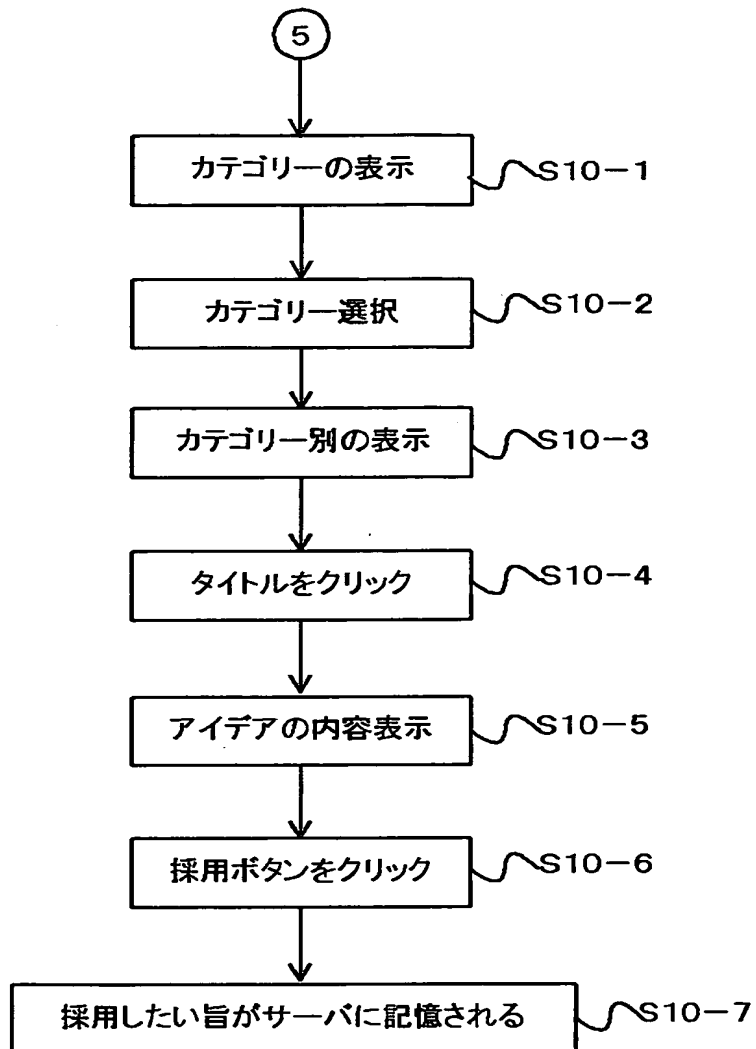 5
カテゴリーの表示 S10-1
カテゴリー選択 S10-2
カテゴリー別の表示 S10-3
タイトルをクリック S10-4
アイデアの内容表示 S10-5
採用ボタンをクリック S10-6
採用したい旨がサーバに記憶される S10-7